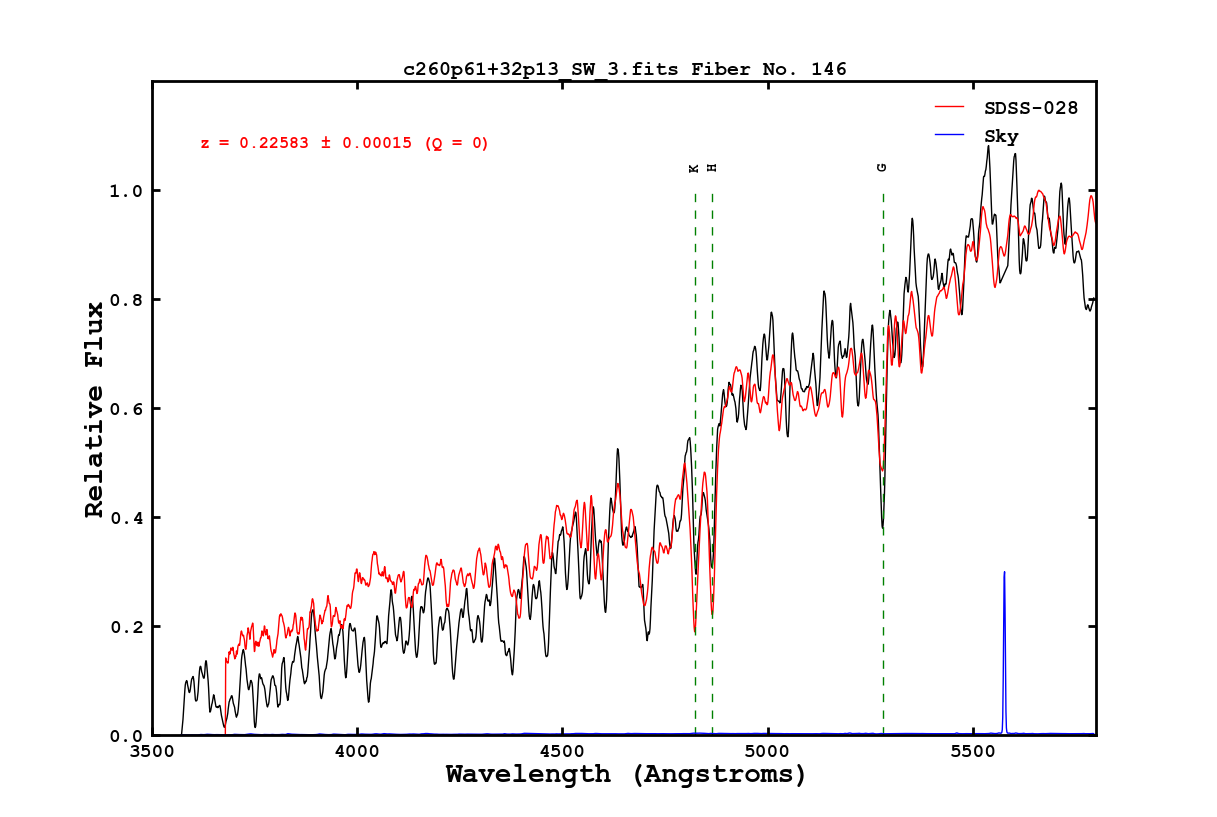 c260p61+32p13_SW_3.fits Fiber No. 146
SDSS-028
Sky
z = 0.22583 ± 0.00015 (Q = 0)
K
H
G
1.0
0.8
0.6
0.4
0.2
0.0
Relative Flux
3500
4000
4500
5000
5500
Wavelength (Angstroms)